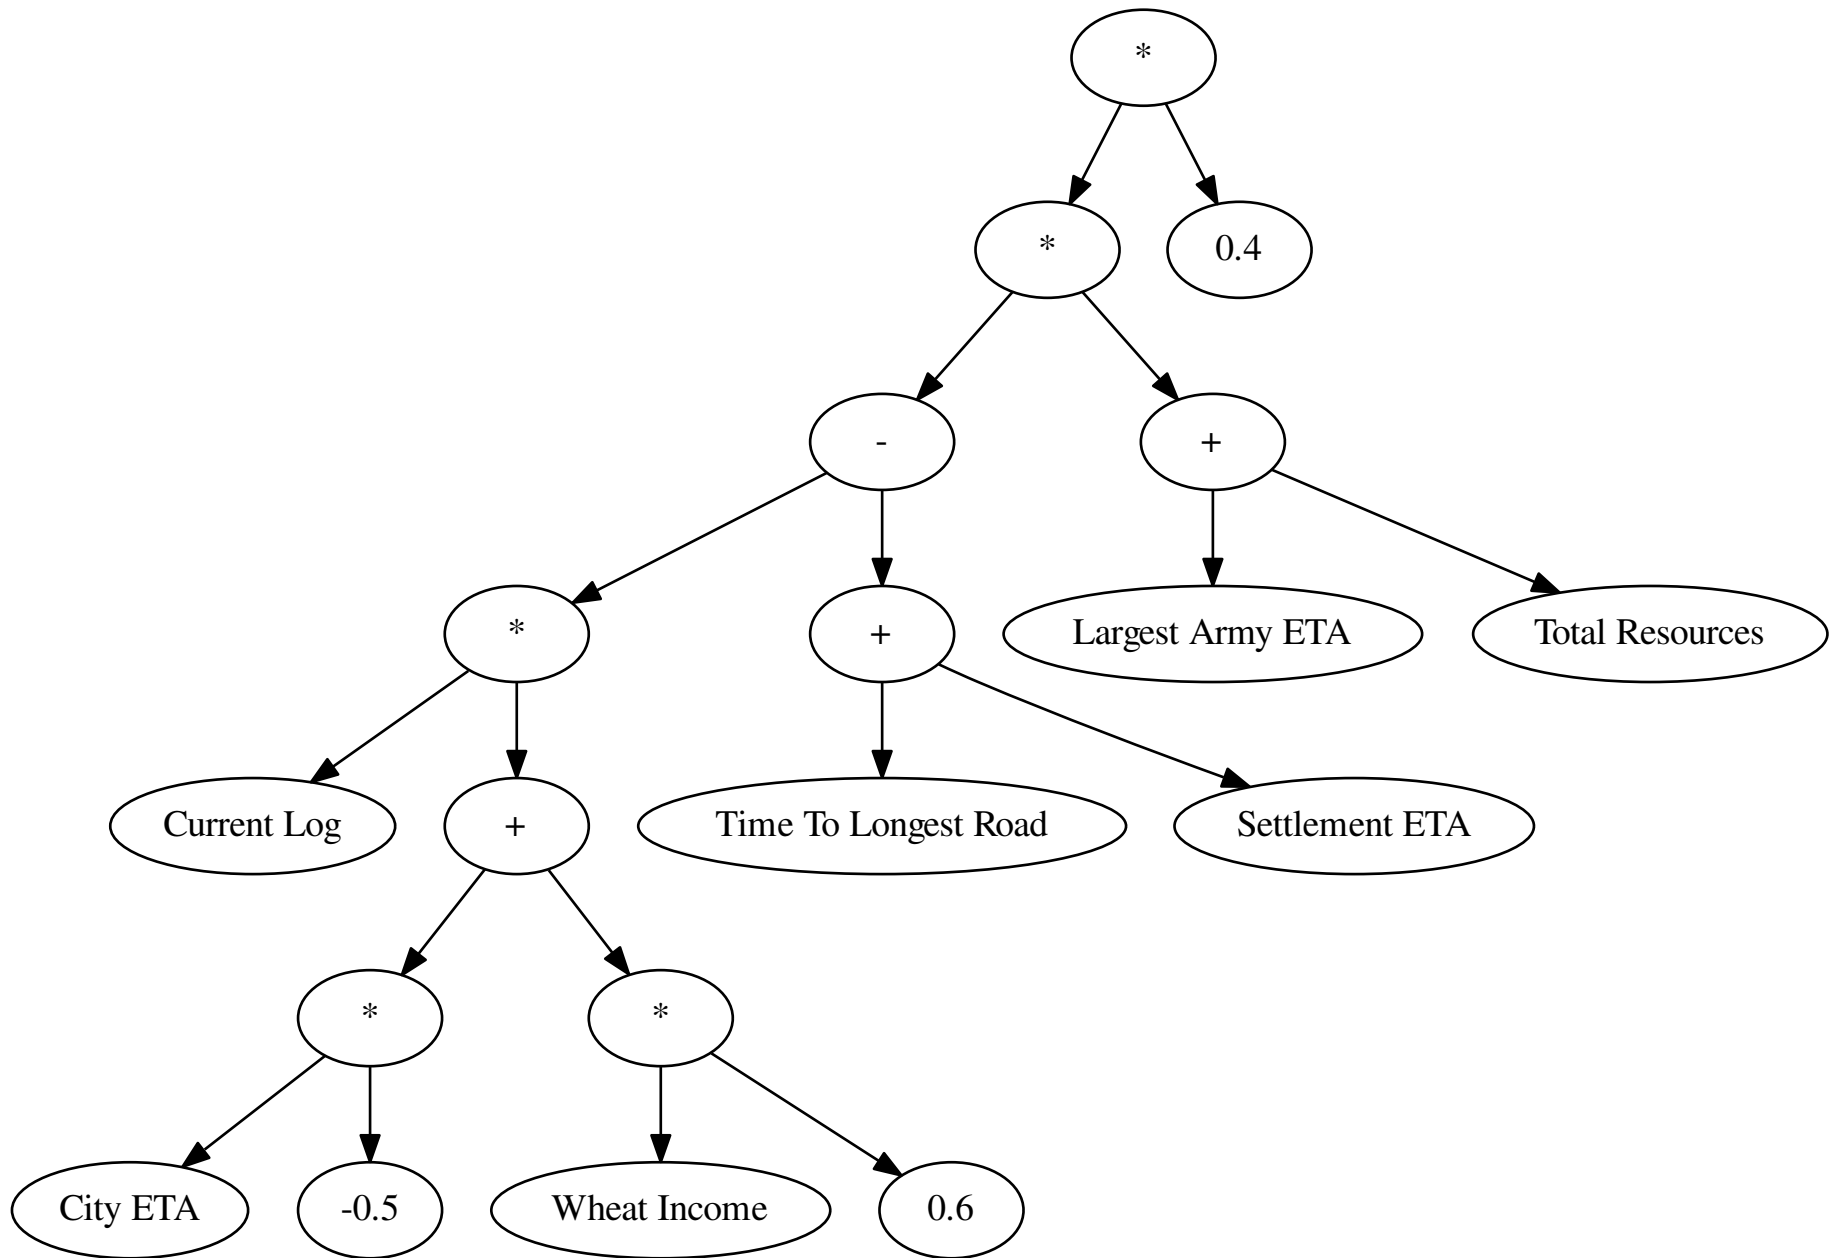 *
*
0.4
-
+
*
+
Largest Army ETA
Total Resources
Current Log
+
Time To Longest Road
Settlement ETA
*
*
City ETA
-0.5
Wheat Income
0.6